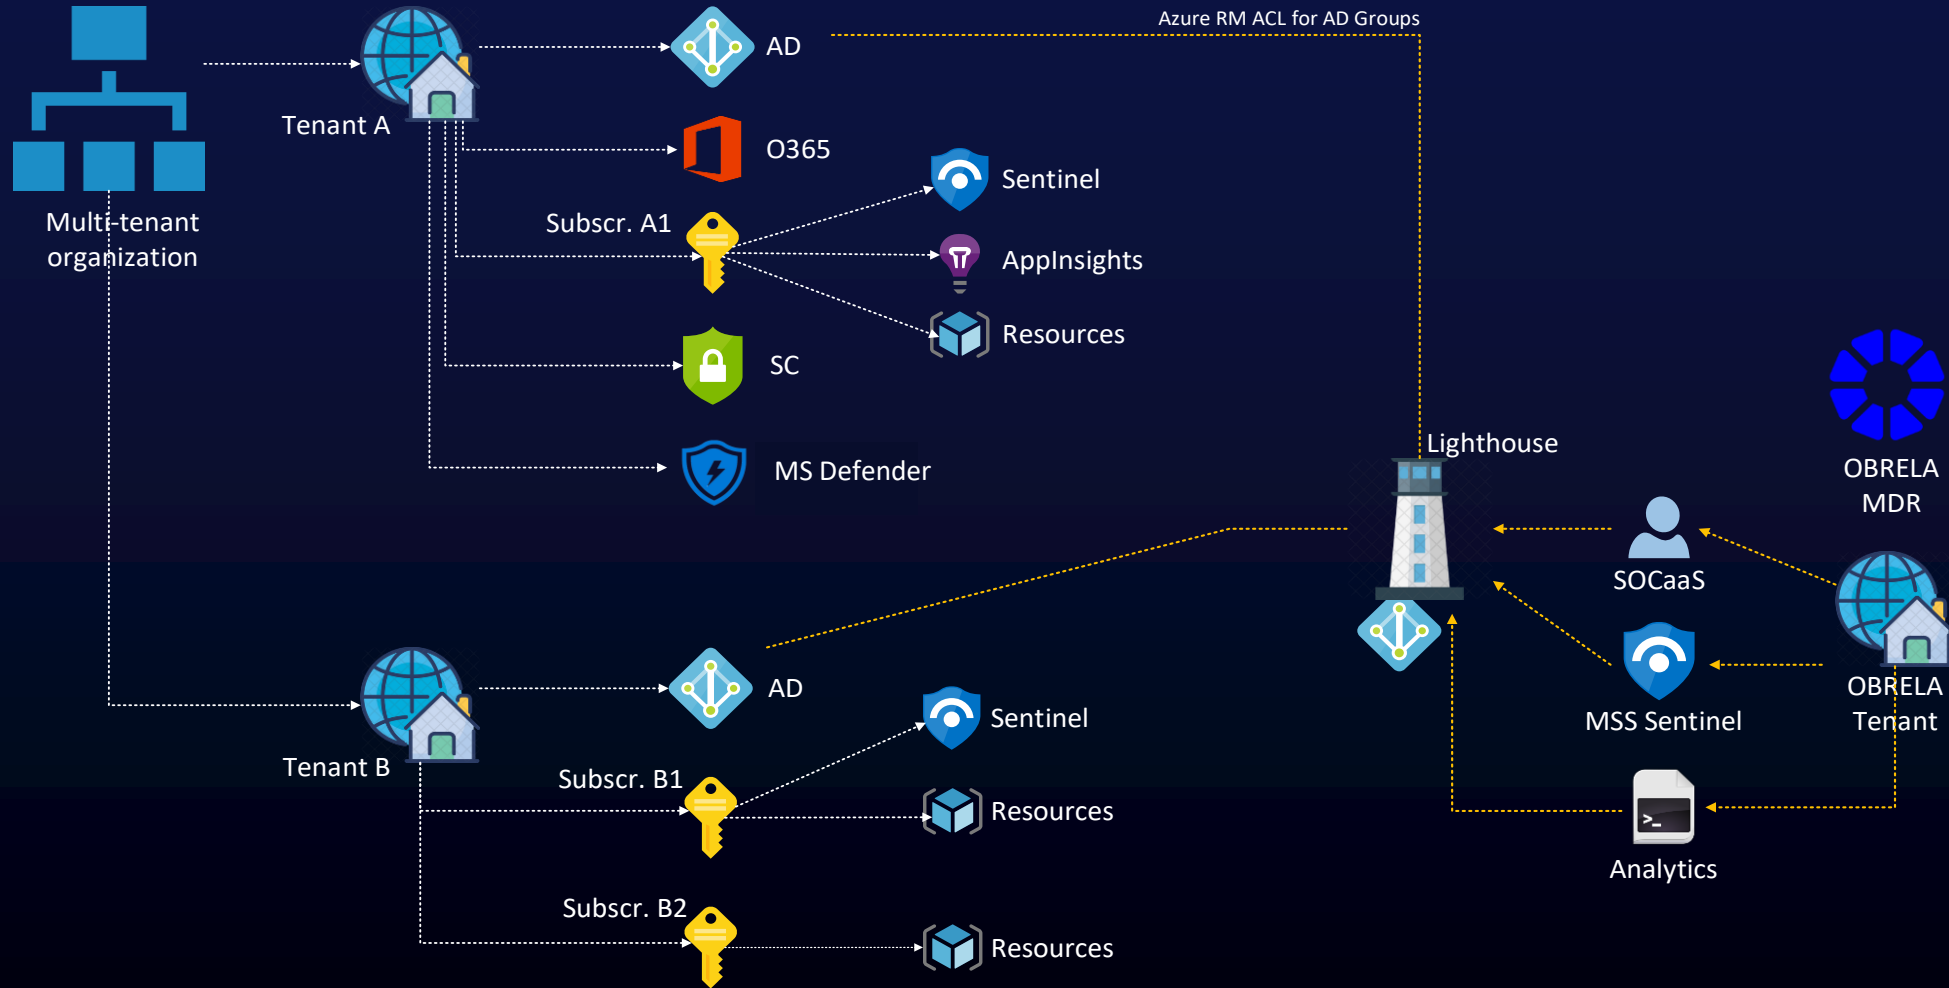 Azure RM ACL for AD Groups
AD
Tenant A
O365
Sentinel
Multi-tenant
organization
Subscr. A1
AppInsights
Resources
SC
MS Defender
Lighthouse
OBRELA
MDR
SOCaaS
OBRELA
Tenant
MSS Sentinel
AD
Sentinel
Tenant B
Subscr. B1
Resources
>_
Analytics
Subscr. B2
Resources